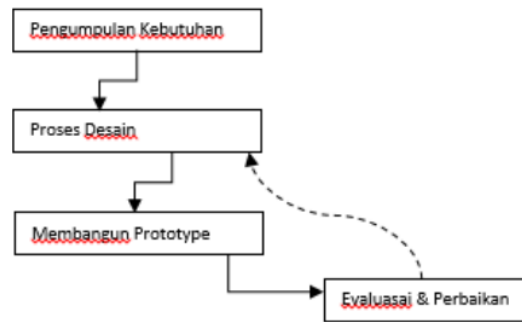 Pengumpulan Kebutuhan
Proses Desain
Membangun Prototype
Evaluasai & Perbaikan